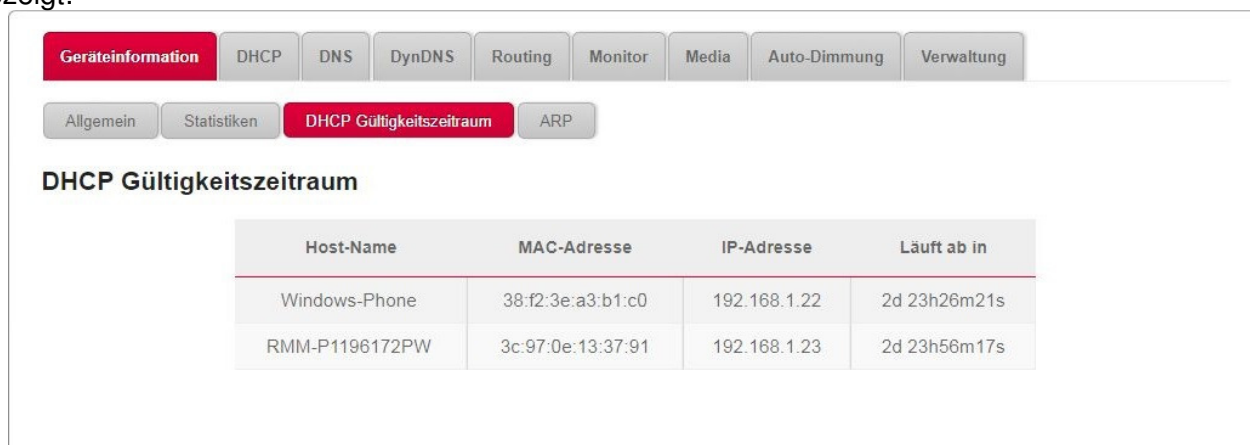 Geräteinformation DHCP DNS DynDNS Routing Monitor Media Auto-Dimmung Verwaltung
Allgemein Statistiken DHCP Gültigkeitszeitraum ARP
DHCP Gültigkeitszeitraum
Host-Name MAC-Adresse IP-Adresse Läuft ab in
Windows-Phone 38:f2:3e:a3:b1:c0 192.168.1.22 2d 23h26m21s
RMM-P1196172PW 3c:97:0e:13:37:91 192.168.1.23 2d 23h56m17s